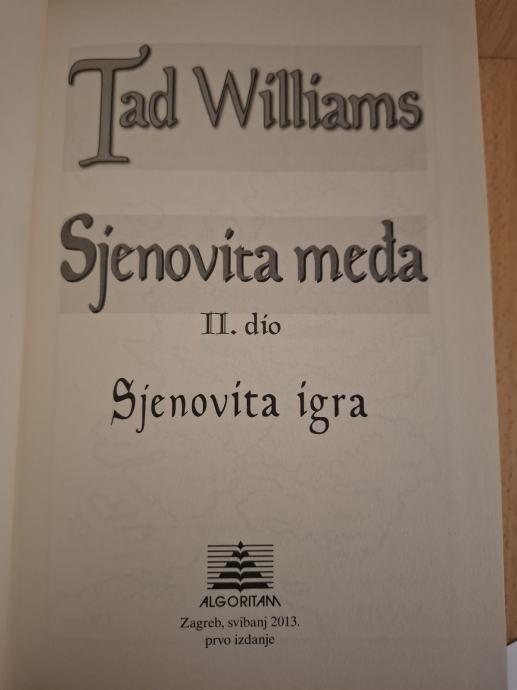 Tad Williams
Sjenovita međa
II. dio
Sjenovita igra
ALGORITAM
Zagreb, svibanj 2013.
prvo izdanje